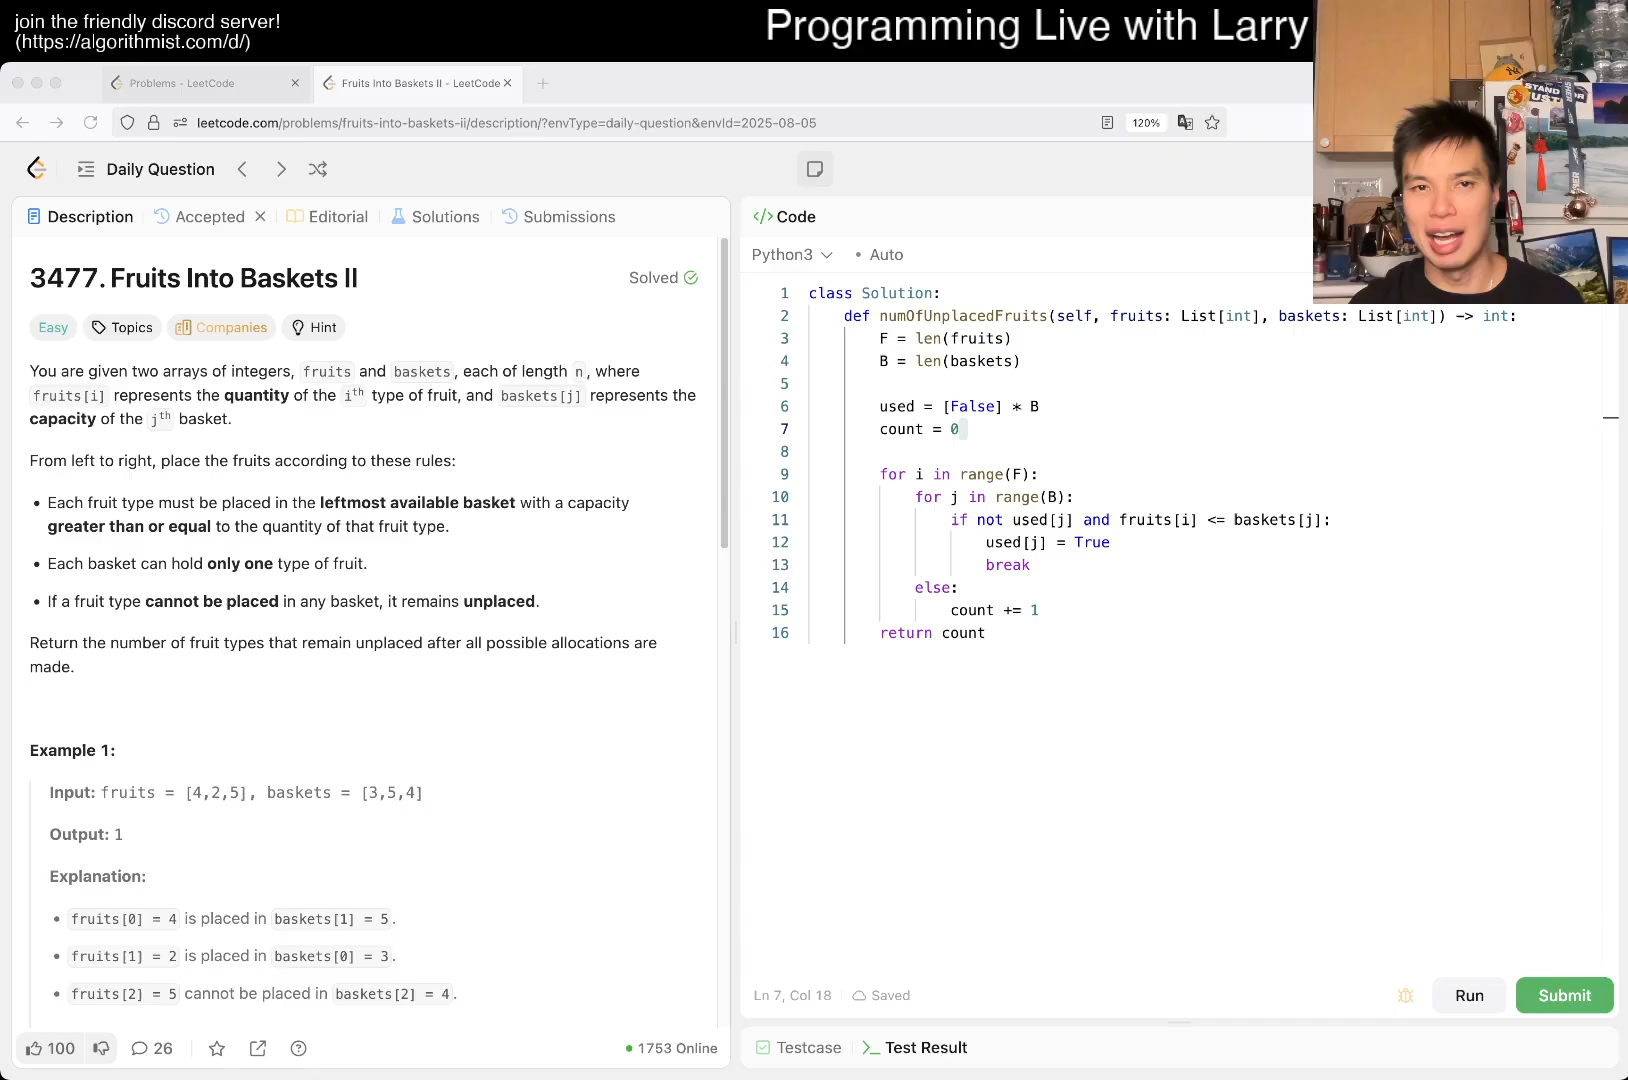 join the friendly discord server!
(https://algorithmist.com/d/)
Programming Live with Larry
Problems - LeetCode
Fruits Into Baskets II - LeetCode
leetcode.com/problems/fruits-into-baskets-ii/description/?envType=daily-question&envId=2025-08-05
120%
Daily Question
Description
Accepted
Editorial
Solutions
Submissions
3477. Fruits Into Baskets II
Solved
Easy
Topics
Companies
Hint
You are given two arrays of integers, fruits and baskets, each of length n, where
fruits[i] represents the quantity of the ith type of fruit, and baskets[j] represents the
capacity of the jth basket.
From left to right, place the fruits according to these rules:
• Each fruit type must be placed in the leftmost available basket with a capacity
greater than or equal to the quantity of that fruit type.
• Each basket can hold only one type of fruit.
• If a fruit type cannot be placed in any basket, it remains unplaced.
Return the number of fruit types that remain unplaced after all possible allocations are
made.
Example 1:
Input: fruits = [4,2,5], baskets = [3,5,4]
Output: 1
Explanation:
• fruits[0] = 4 is placed in baskets[1] = 5.
• fruits[1] = 2 is placed in baskets[0] = 3.
• fruits[2] = 5 cannot be placed in baskets[2] = 4.
100
26
1753 Online
</> Code
Python3
• Auto
1 class Solution:
2 def numOfUnplacedFruits(self, fruits: List[int], baskets: List[int]) -> int:
3 F = len(fruits)
4 B = len(baskets)
5
6 used = [False] * B
7 count = 0
8
9 for i in range(F):
10 for j in range(B):
11 if not used[j] and fruits[i] <= baskets[j]:
12 used[j] = True
13 break
14 else:
15 count += 1
16 return count
Ln 7, Col 18
Saved
Run
Submit
Testcase
>_ Test Result
STAND